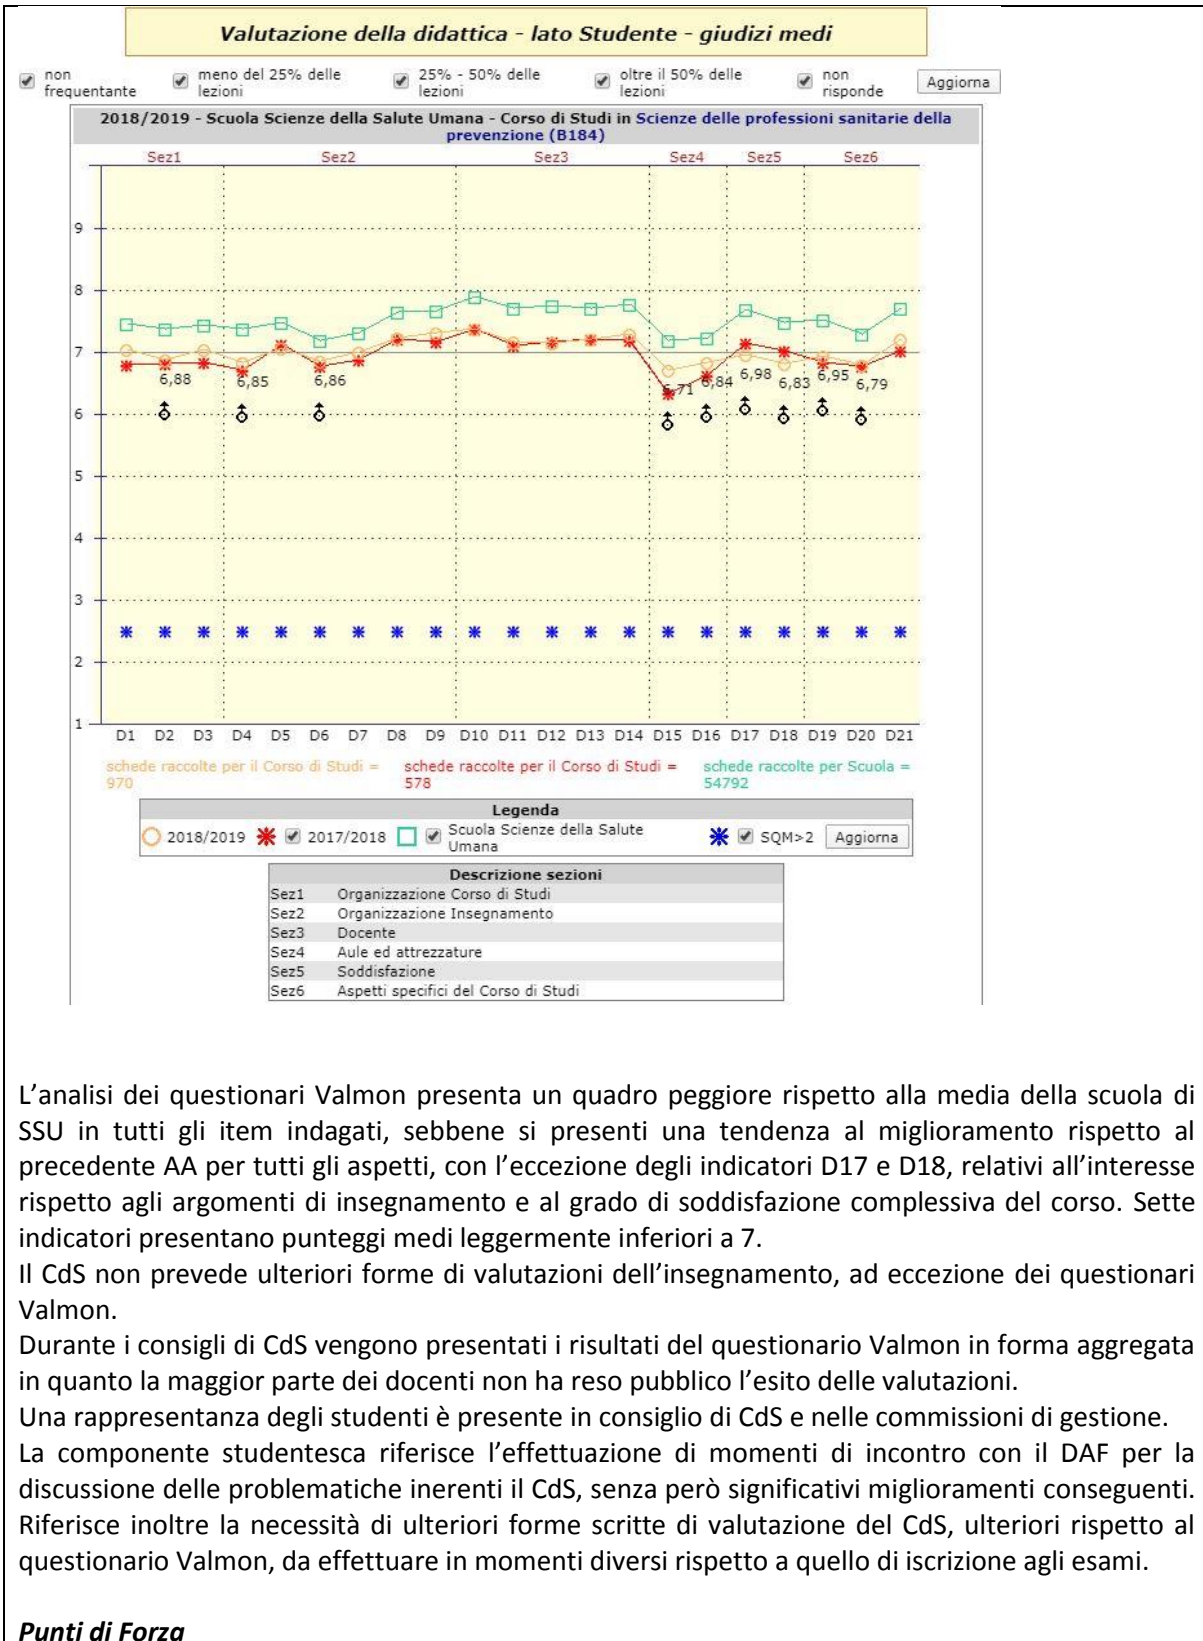 Valutazione della didattica - lato Studente - giudizi medi
non frequentante
meno del 25% delle lezioni
25% - 50% delle lezioni
oltre il 50% delle lezioni
non risponde
Aggiorna
2018/2019 - Scuola Scienze della Salute Umana - Corso di Studi in Scienze delle professioni sanitarie della
prevenzione (B184)
Sez1 Sez2 Sez3 Sez4 Sez5 Sez6
9
8
7
6,88 6,85 6,86 6,71 6,84 6,98 6,83 6,95 6,79
6
5
4
3
2
1
D1 D2 D3 D4 D5 D6 D7 D8 D9 D10 D11 D12 D13 D14 D15 D16 D17 D18 D19 D20 D21
schede raccolte per il Corso di Studi =
970
schede raccolte per il Corso di Studi =
578
schede raccolte per Scuola =
54792
Legenda
2018/2019 2017/2018 Scuola Scienze della Salute Umana SQM>2 Aggiorna
Descrizione sezioni
Sez1 Organizzazione Corso di Studi
Sez2 Organizzazione Insegnamento
Sez3 Docente
Sez4 Aule ed attrezzature
Sez5 Soddisfazione
Sez6 Aspetti specifici del Corso di Studi
L’analisi dei questionari Valmon presenta un quadro peggiore rispetto alla media della scuola di
SSU in tutti gli item indagati, sebbene si presenti una tendenza al miglioramento rispetto al
precedente AA per tutti gli aspetti, con l’eccezione degli indicatori D17 e D18, relativi all’interesse
rispetto agli argomenti di insegnamento e al grado di soddisfazione complessiva del corso. Sette
indicatori presentano punteggi medi leggermente inferiori a 7.
Il CdS non prevede ulteriori forme di valutazioni dell’insegnamento, ad eccezione dei questionari
Valmon.
Durante i consigli di CdS vengono presentati i risultati del questionario Valmon in forma aggregata
in quanto la maggior parte dei docenti non ha reso pubblico l’esito delle valutazioni.
Una rappresentanza degli studenti è presente in consiglio di CdS e nelle commissioni di gestione.
La componente studentesca riferisce l’effettuazione di momenti di incontro con il DAF per la
discussione delle problematiche inerenti il CdS, senza però significativi miglioramenti conseguenti.
Riferisce inoltre la necessità di ulteriori forme scritte di valutazione del CdS, ulteriori rispetto al
questionario Valmon, da effettuare in momenti diversi rispetto a quello di iscrizione agli esami.
Punti di Forza